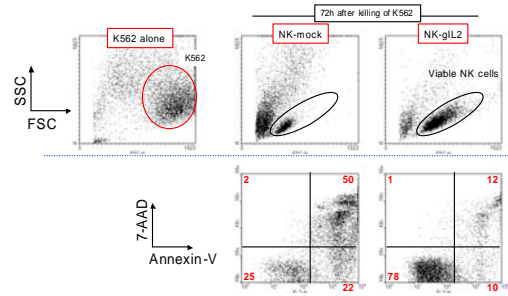 72h after killing of K562
K562 alone
NK-mock
NK-gIL2
K562
Viable NK cells
SSC
FSC
2
50
1
12
7-AAD
25
22
78
10
Annexin-V